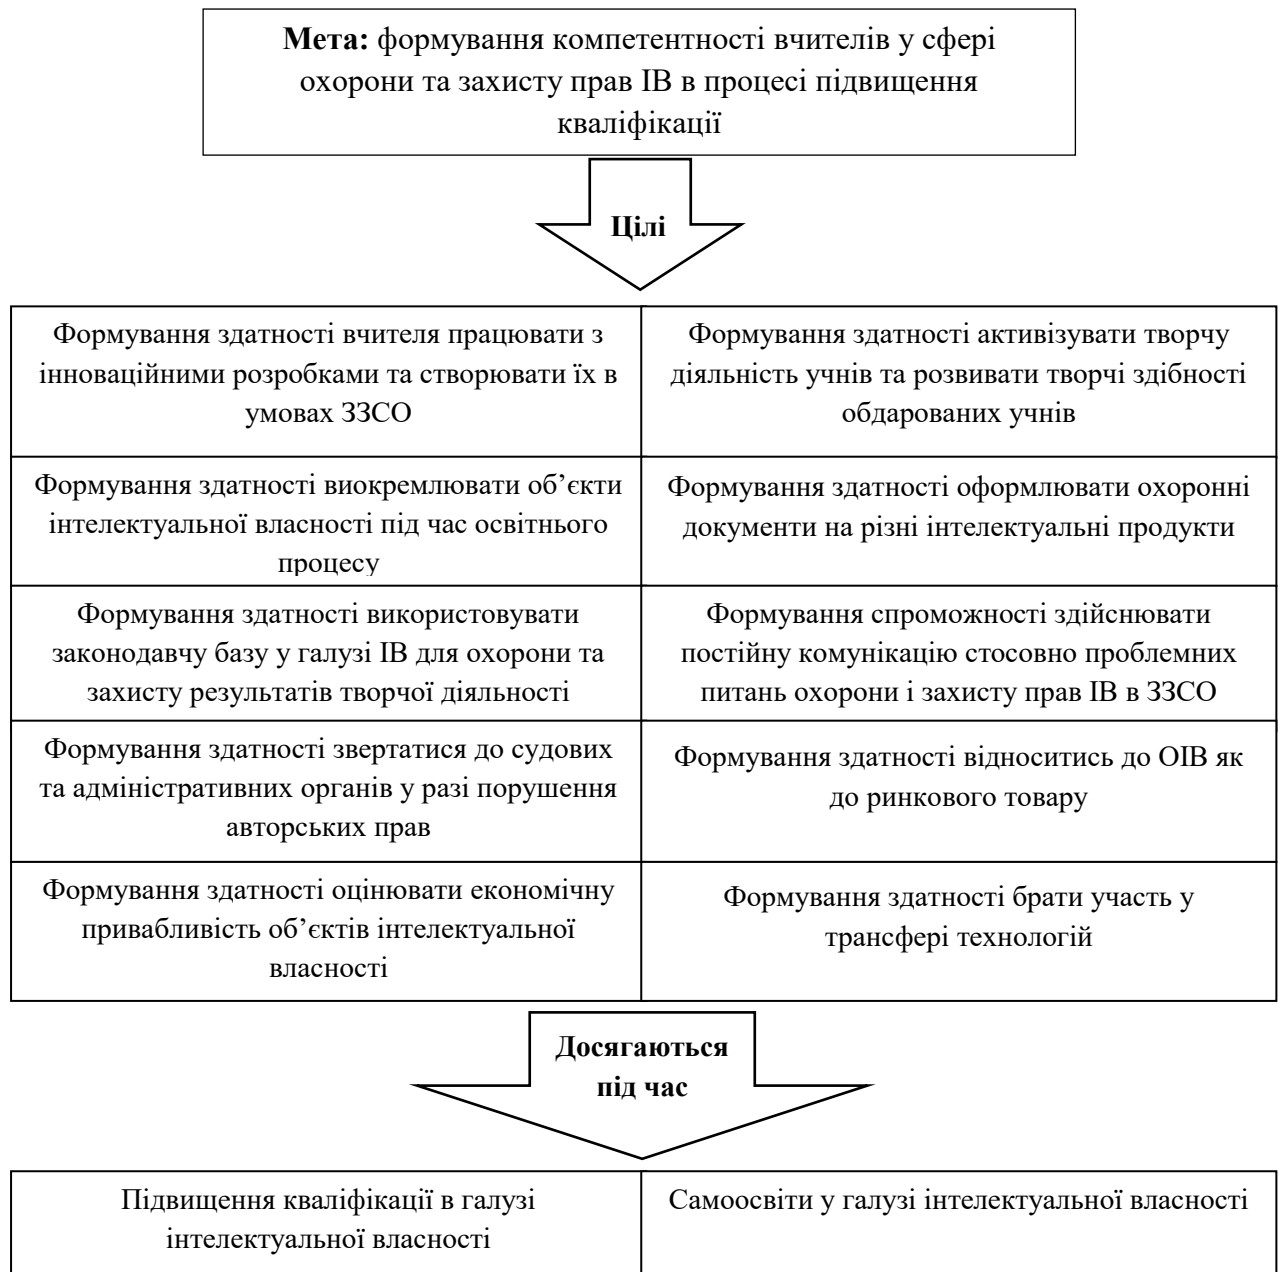 Мета: формування компетентності вчителів у сфері
охорони та захисту прав ІВ в процесі підвищення
кваліфікації
Цілі
Формування здатності вчителя працювати з
інноваційними розробками та створювати їх в
умовах ЗЗСО
Формування здатності активізувати творчу
діяльність учнів та розвивати творчі здібності
обдарованих учнів
Формування здатності виокремлювати об’єкти
інтелектуальної власності під час освітнього
процесу
Формування здатності оформлювати охоронні
документи на різні інтелектуальні продукти
Формування здатності використовувати
законодавчу базу у галузі ІВ для охорони та
захисту результатів творчої діяльності
Формування спроможності здійснювати
постійну комунікацію стосовно проблемних
питань охорони і захисту прав ІВ в ЗЗСО
Формування здатності звертатися до судових
та адміністративних органів у разі порушення
авторських прав
Формування здатності відноситись до ОІВ як
до ринкового товару
Формування здатності оцінювати економічну
привабливість об’єктів інтелектуальної
власності
Формування здатності брати участь у
трансфері технологій
Досягаються
під час
Підвищення кваліфікації в галузі
інтелектуальної власності
Самоосвіти у галузі інтелектуальної власності